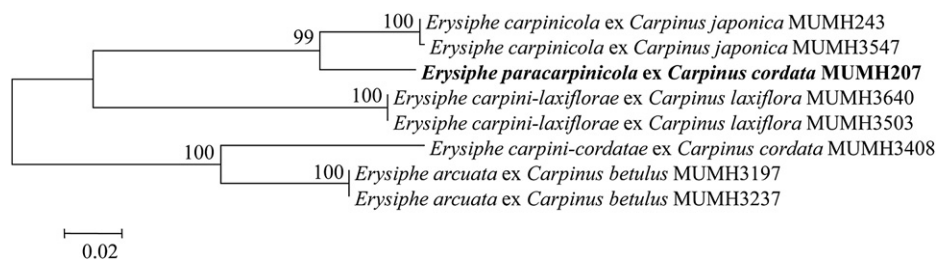 100
Erysiphe carpinicola ex Carpinus japonica MUMH243
Erysiphe carpinicola ex Carpinus japonica MUMH3547
99
Erysiphe paracarpinicola ex Carpinus cordata MUMH207
100
Erysiphe carpini-laxiflorae ex Carpinus laxiflora MUMH3640
Erysiphe carpini-laxiflorae ex Carpinus laxiflora MUMH3503
100
Erysiphe carpini-cordatae ex Carpinus cordata MUMH3408
100
Erysiphe arcuata ex Carpinus betulus MUMH3197
Erysiphe arcuata ex Carpinus betulus MUMH3237
0.02